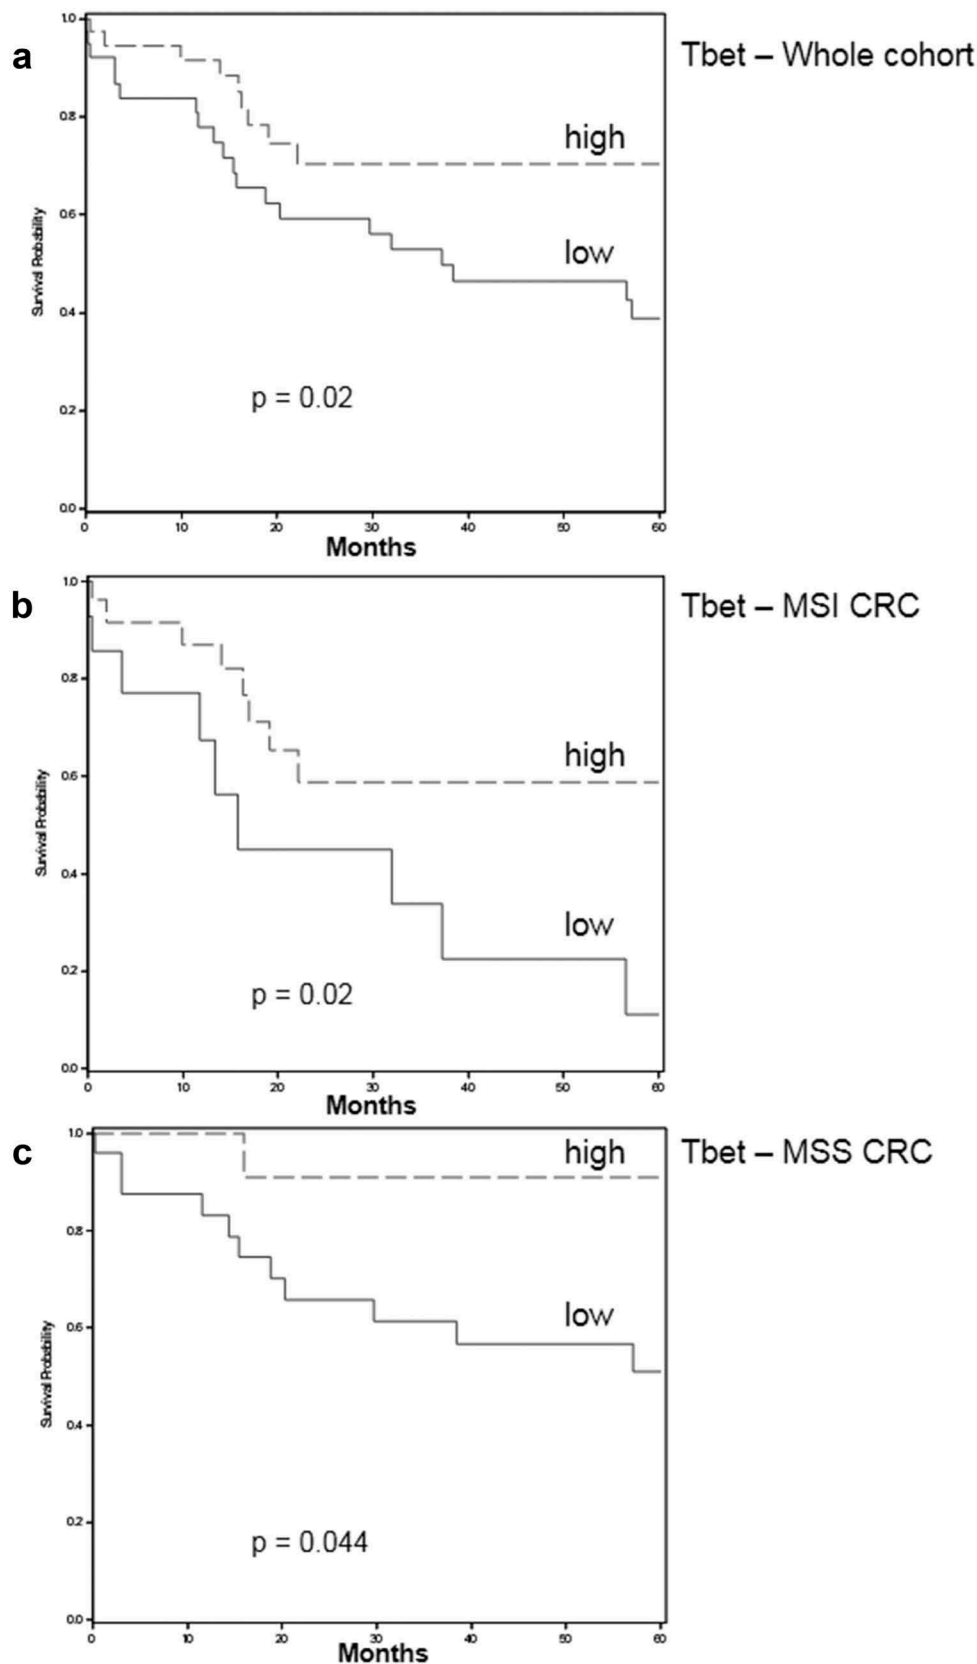 a
Tbet – Whole cohort
1.0
0.8
0.6
0.4
0.2
0.0
Survival Probability
high
low
p = 0.02
0 10 20 30 40 50 60
Months
b
Tbet – MSI CRC
1.0
0.8
0.6
0.4
0.2
0.0
Survival Probability
high
low
p = 0.02
0 10 20 30 40 50 60
Months
c
Tbet – MSS CRC
1.0
0.8
0.6
0.4
0.2
0.0
Survival Probability
high
low
p = 0.044
0 10 20 30 40 50 60
Months